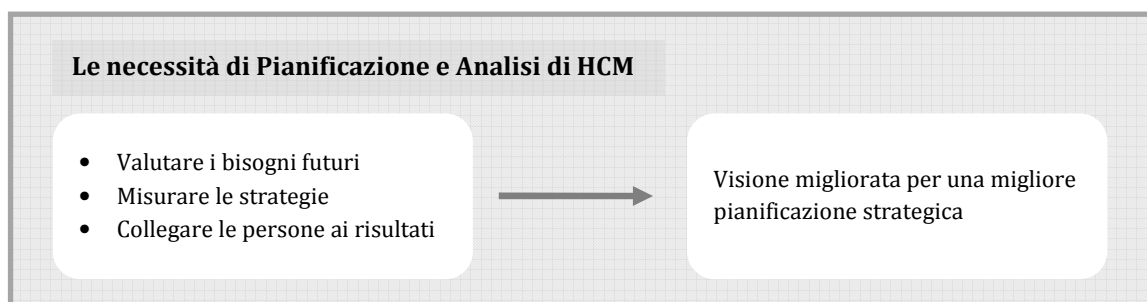 Le necessità di Pianificazione e Analisi di HCM
• Valutare i bisogni futuri
• Misurare le strategie
• Collegare le persone ai risultati
Visione migliorata per una migliore
pianificazione strategica